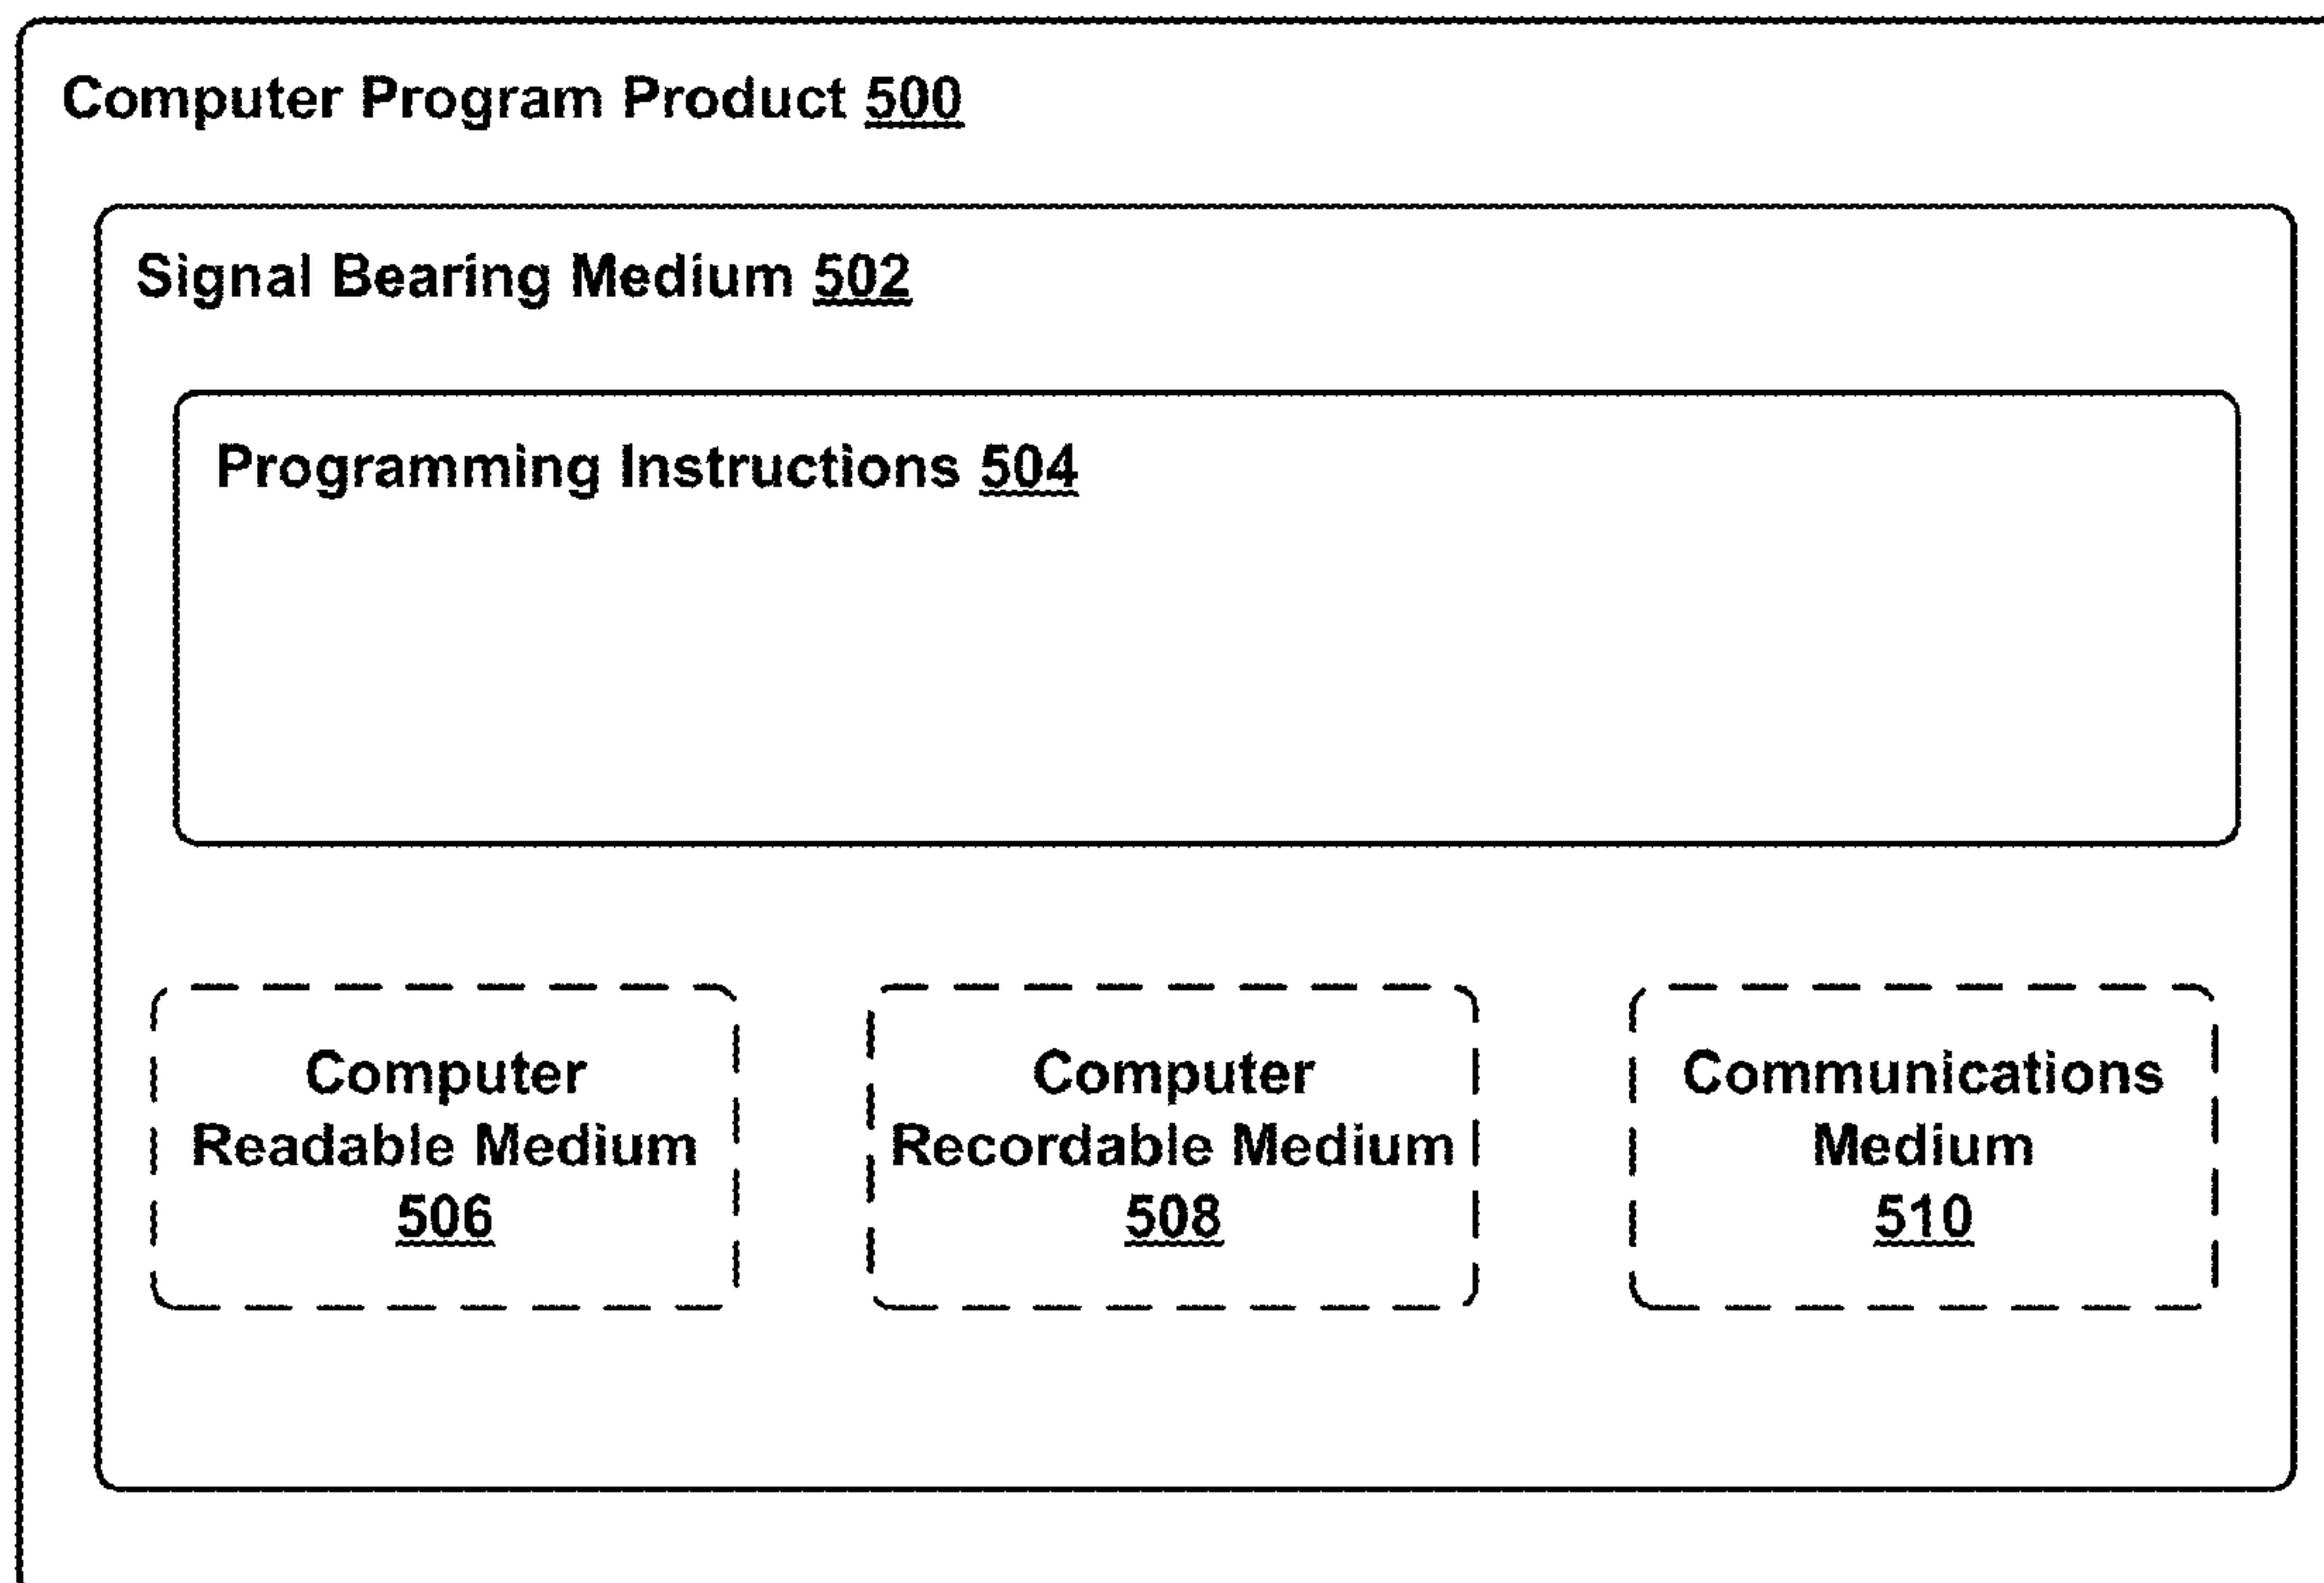 Computer Program Product 500
Signal Bearing Medium 502
Programming Instructions 504
Computer
Readable Medium
506
Computer
Recordable Medium
508
Communications
Medium
510